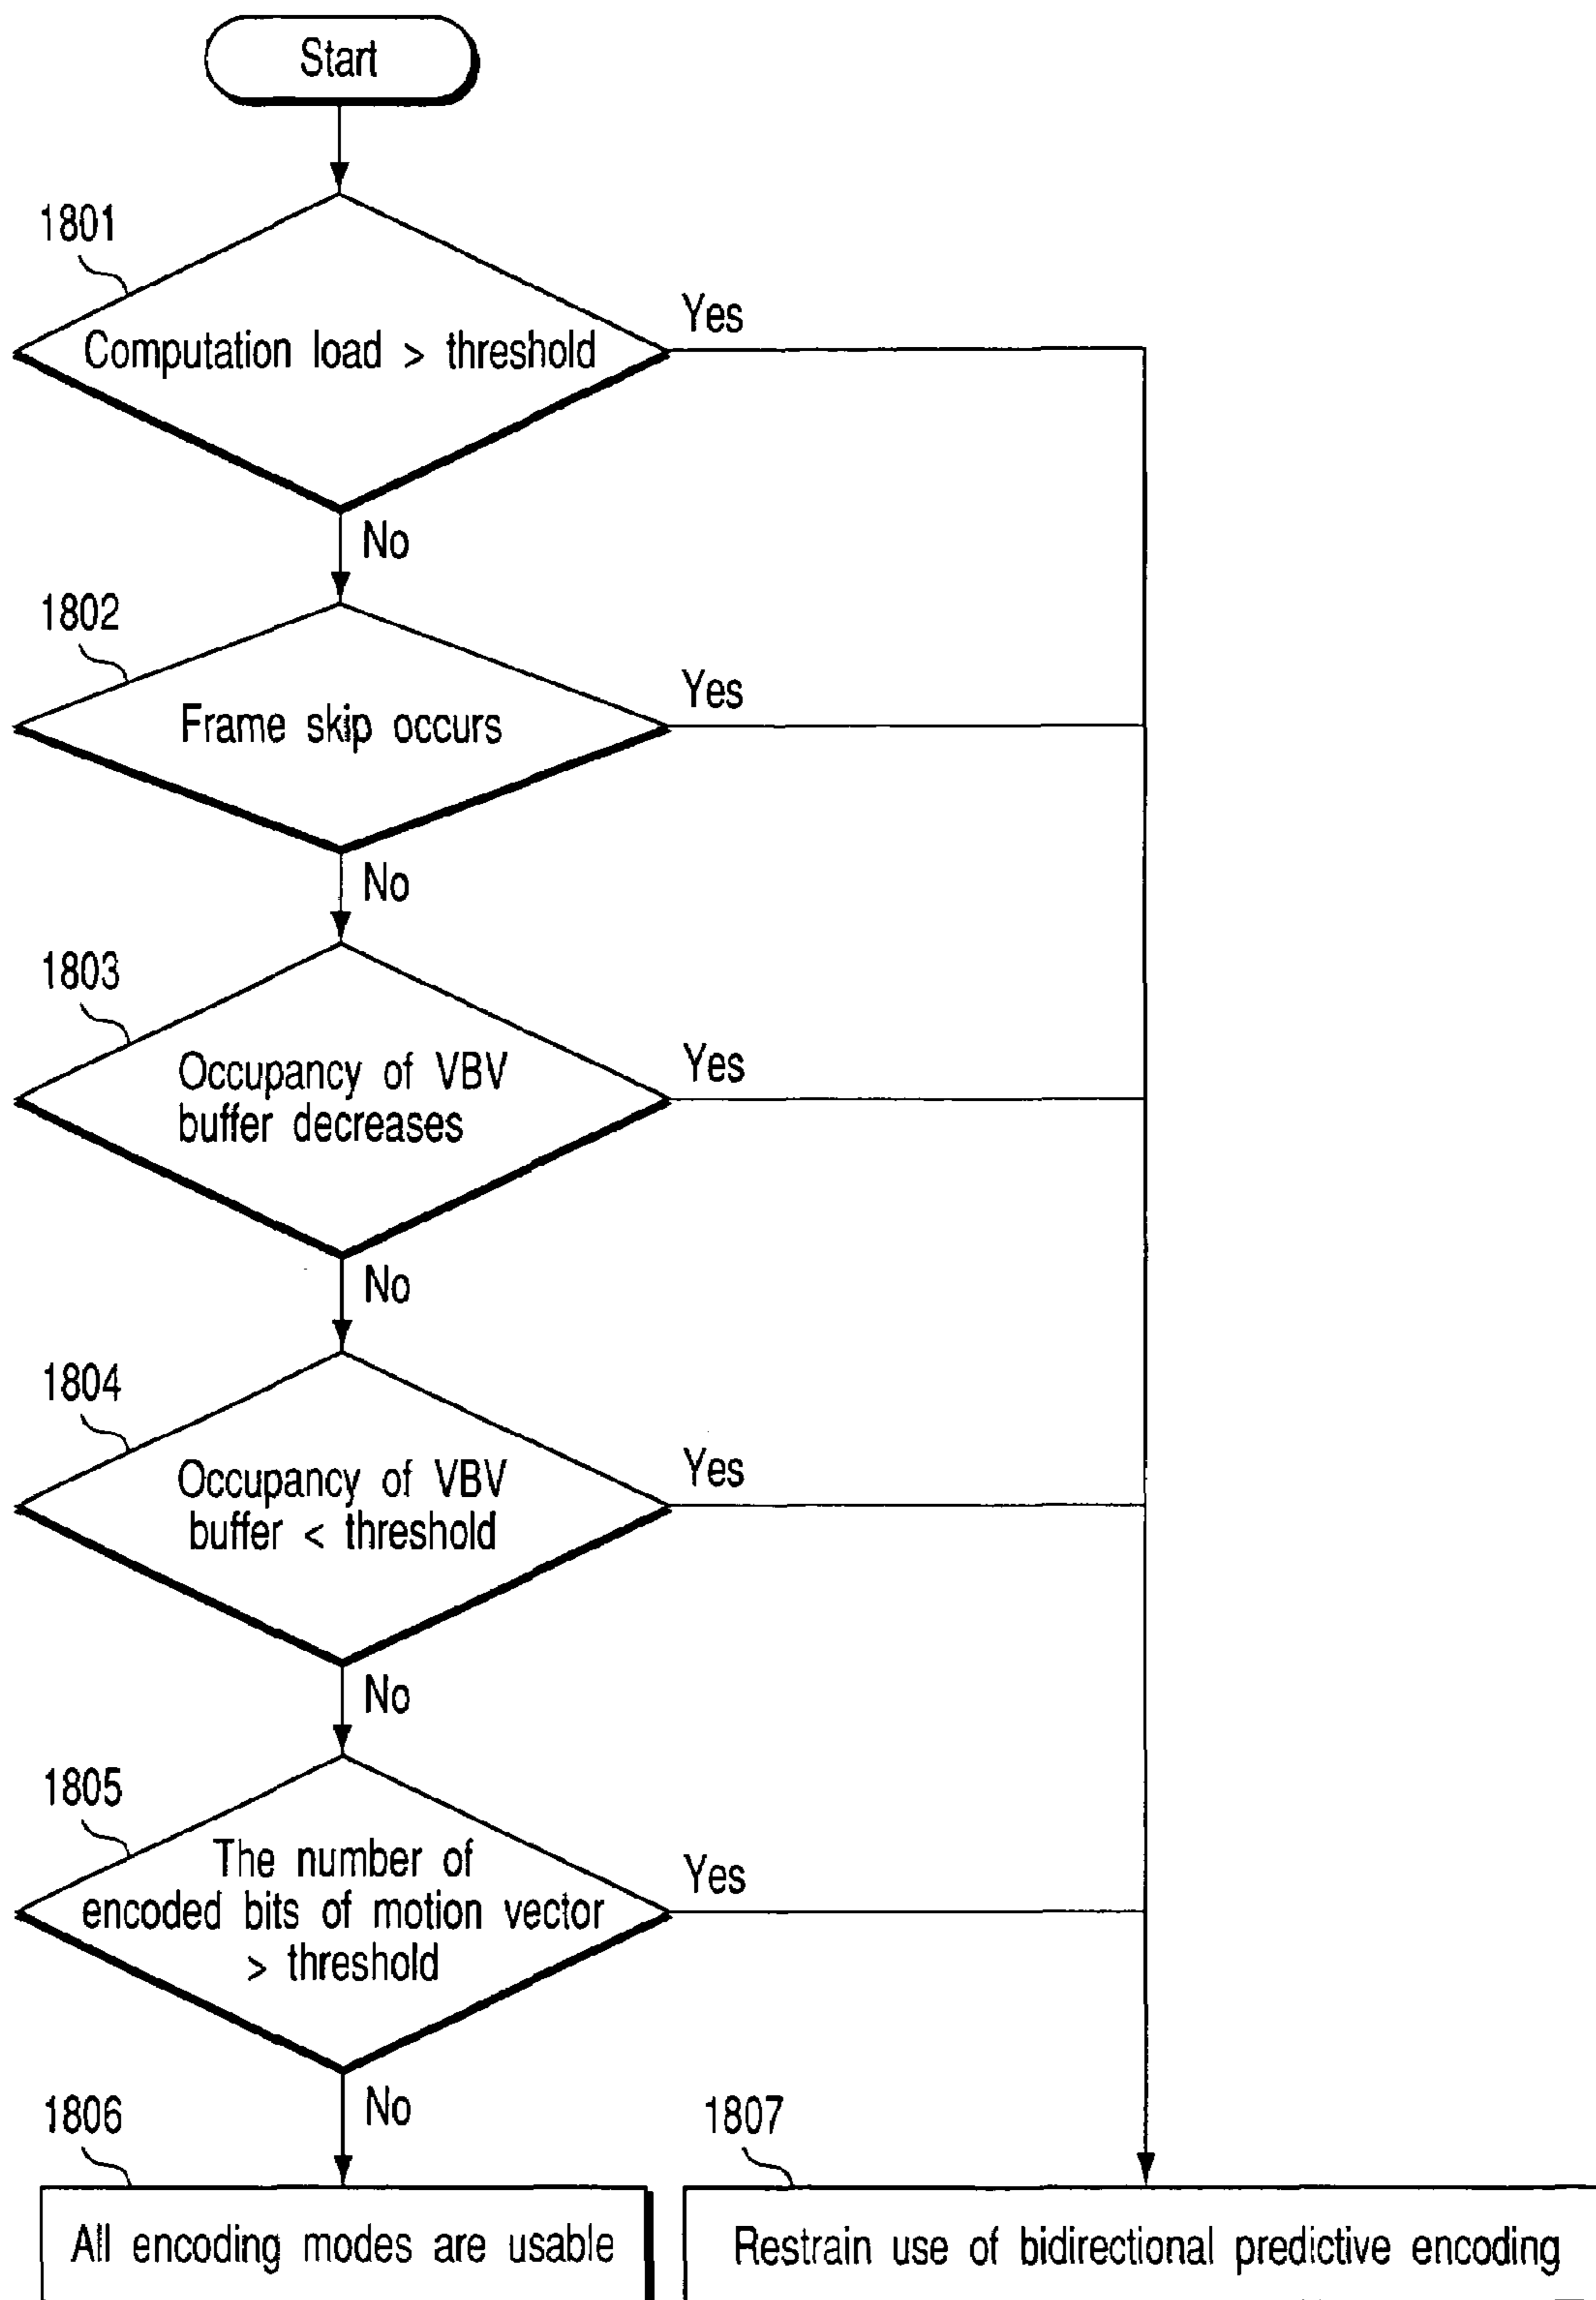 Start
1801
Computation load > threshold
Yes
No
1802
Frame skip occurs
Yes
No
1803
Occupancy of VBV
buffer decreases
Yes
No
1804
Occupancy of VBV
buffer < threshold
Yes
No
1805
The number of
encoded bits of motion vector
> threshold
Yes
No
1806
All encoding modes are usable
1807
Restrain use of bidirectional predictive encoding